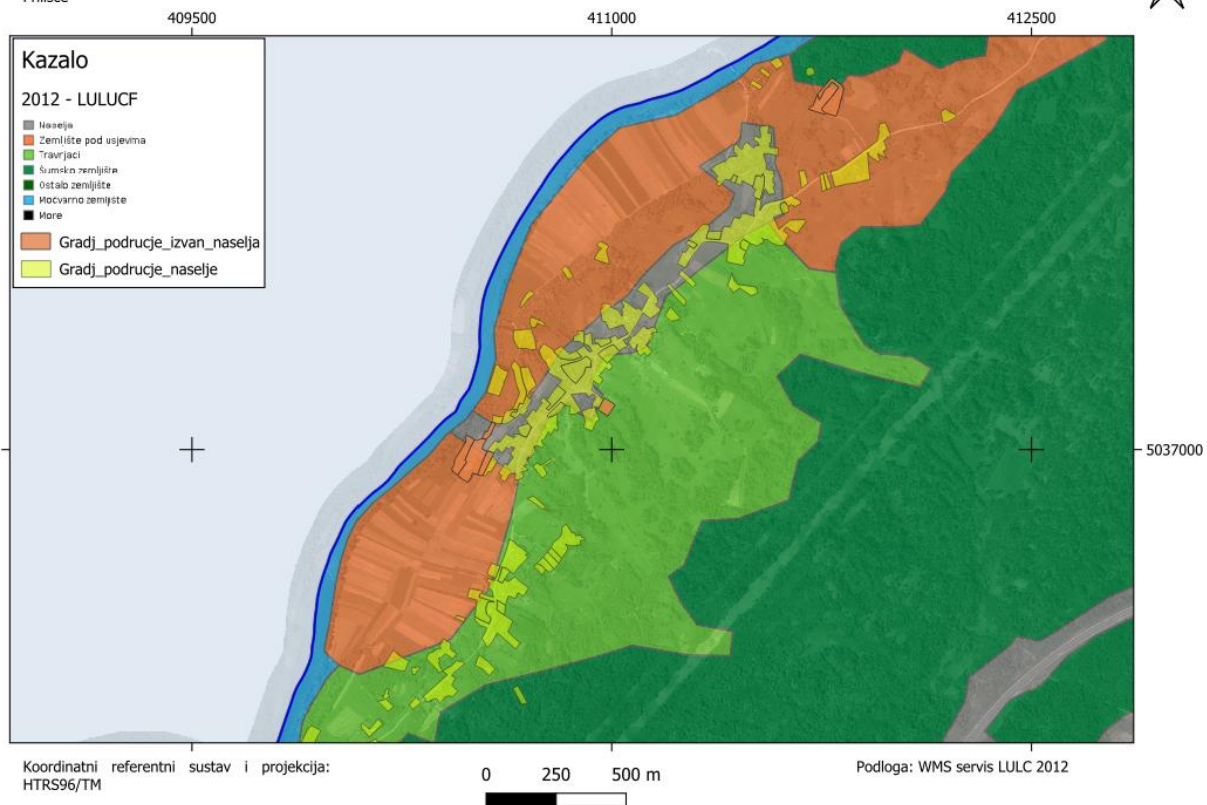 409500 411000 412500
Kazalo
2012 - LULUCF
Naselja
Zemljište pod usjevima
Travnjaci
Šumsko zemljište
Ostalo zemljište
Močvarno zemljište
More
Gradj_podrucje_izvan_naselja
Gradj_podrucje_naselje
5037000
Koordinatni referentni sustav i projekcija:
HTRS96/TM
0 250 500 m
Podloga: WMS servis LULC 2012